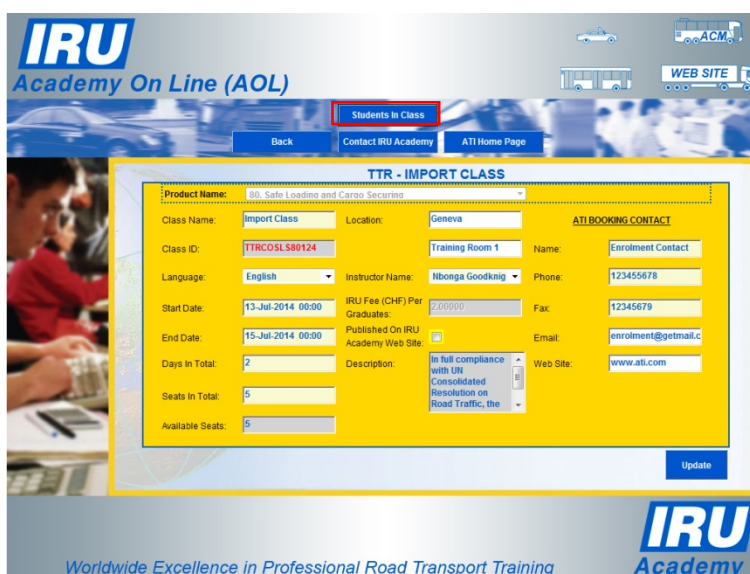 IRU
Academy On Line (AOL)
ACM
WEB SITE
Students In Class
Back
Contact IRU Academy
ATI Home Page
TTR - IMPORT CLASS
Product Name: 80. Safe Loading and Cargo Securing
Class Name: Import Class Location: Geneva ATI BOOKING CONTACT
Class ID: TTRCOSLS80124 Training Room 1 Name: Enrolment Contact
Language: English Instructor Name: Nbonga Goodknig Phone: 123455678
Start Date: 13-Jul-2014 00:00 IRU Fee (CHF) Per Graduates: 2.00000 Fax: 12345679
End Date: 15-Jul-2014 00:00 Published On IRU Academy Web Site: Email: enrolment@getmail.c
Days In Total: 2 Description: In full compliance Web Site: www.ati.com
with UN
Consolidated
Resolution on
Road Traffic, the
Seats In Total: 5
Available Seats: 5
Update
IRU
Academy
Worldwide Excellence in Professional Road Transport Training